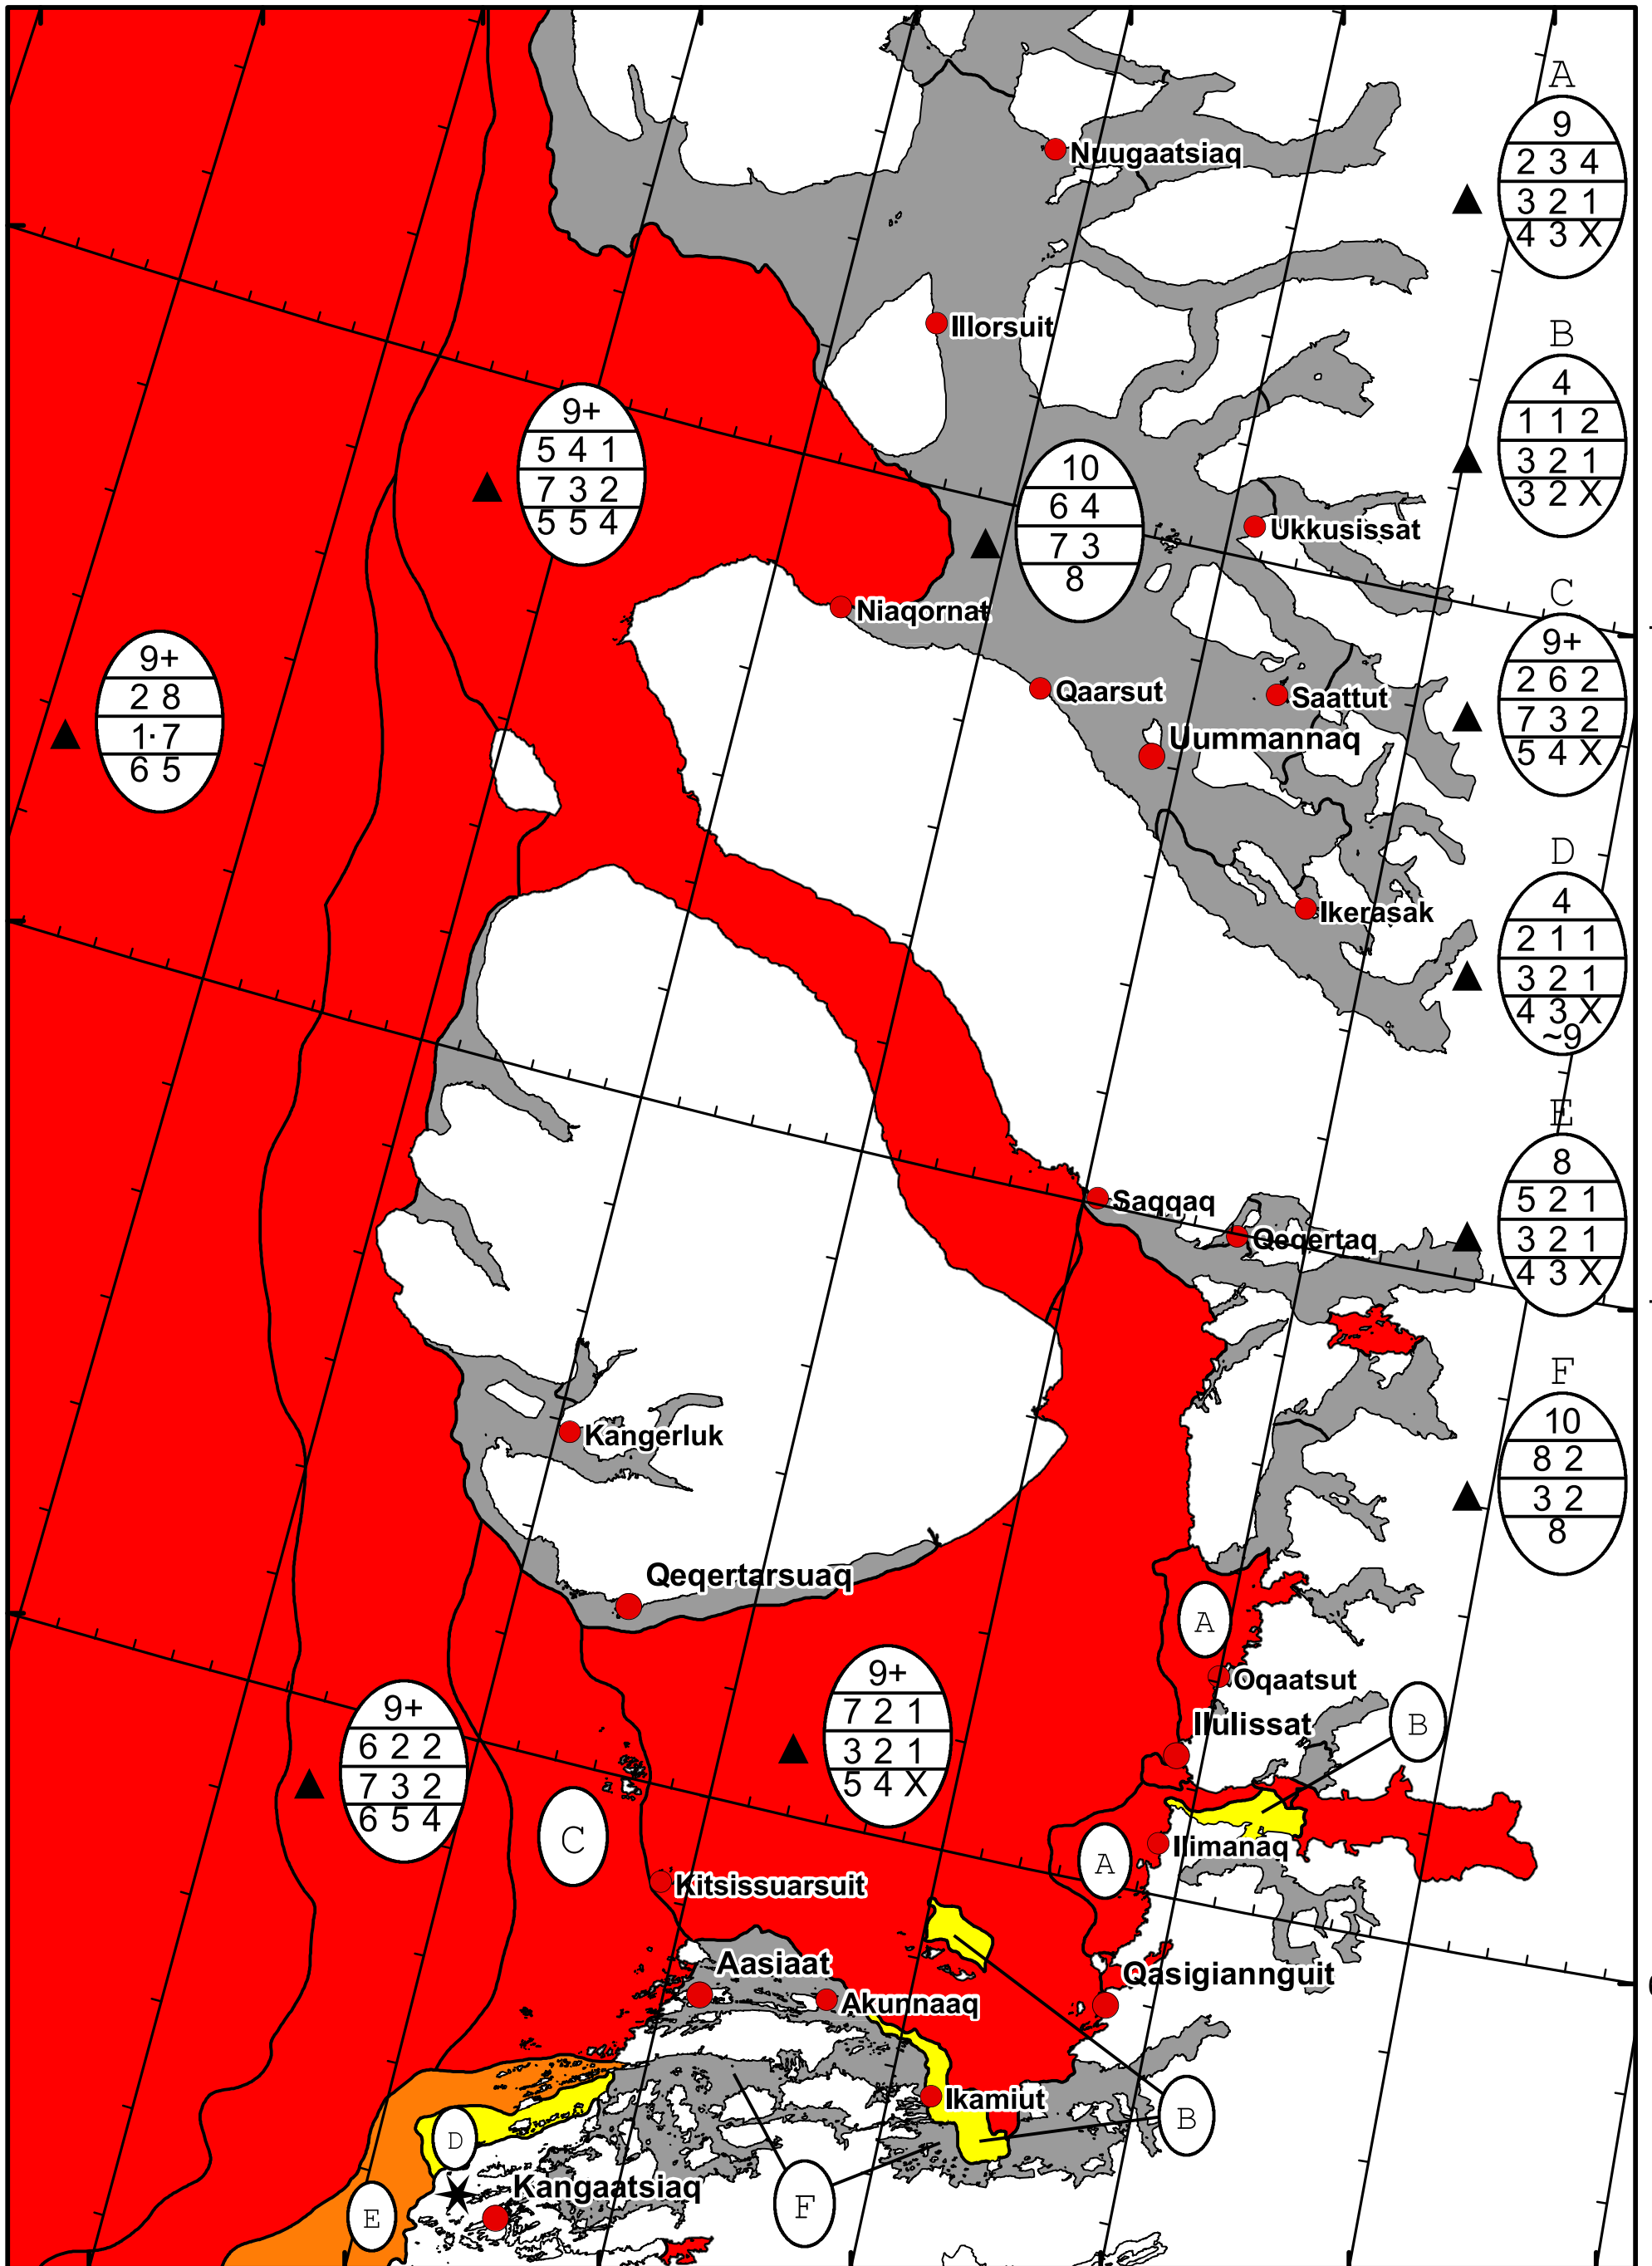 A
9
2 3 4
3 2 1
4 3 X
Nuugaatsiaq
Illorsuit
B
4
1 1 2
3 2 1
3 2 X
9+
5 4 1
7 3 2
5 5 4
10
6 4
7 3
8
Ukkusissat
Niaqornat
C
9+
2 6 2
7 3 2
5 4 X
9+
2 8
1· 7
6 5
Qaarsut
Saattut
Uummannaq
D
4
2 1 1
3 2 1
4 3 X
~9
Ikerasak
E
8
5 2 1
3 2 1
4 3 X
Saqqaq
Qeqertaq
F
10
8 2
3 2
8
Kangerluk
Qeqertarsuaq
A
Oqaatsut
9+
7 2 1
3 2 1
5 4 X
9+
6 2 2
7 3 2
6 5 4
Ilulissat
B
C
A
Ilimanaq
Kitsissuarsuit
Aasiaat
Qasigiannguit
Akunnaaq
Ikamiut
B
D
Kangaatsiaq
F
E